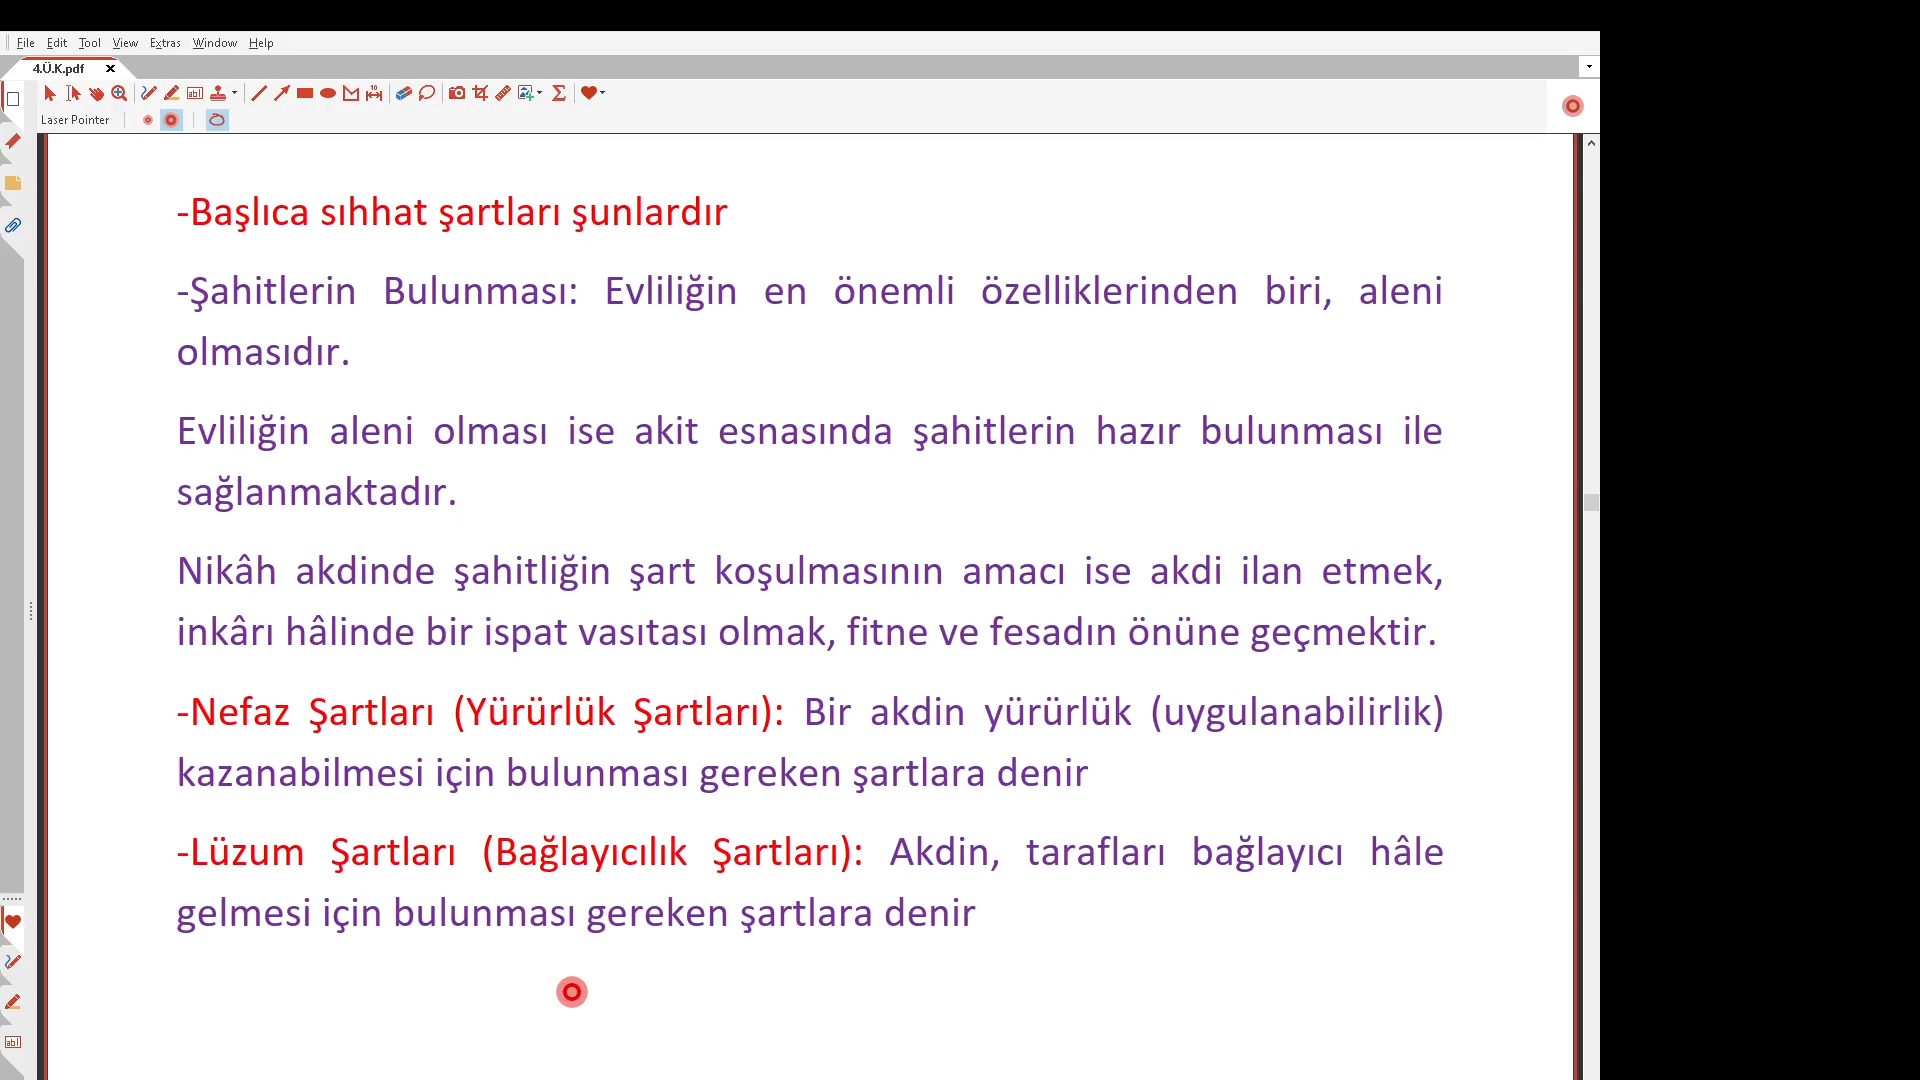 File Edit Tool View Extras Window Help
4.Ü.K.pdf
Laser Pointer
-Başlıca sıhhat şartları şunlardır
-Şahitlerin Bulunması: Evliliğin en önemli özelliklerinden biri, aleni
olmasıdır.
Evliliğin aleni olması ise akit esnasında şahitlerin hazır bulunması ile
sağlanmaktadır.
Nikâh akdinde şahitliğin şart koşulmasının amacı ise akdi ilan etmek,
inkârı hâlinde bir ispat vasıtası olmak, fitne ve fesadın önüne geçmektir.
-Nefaz Şartları (Yürürlük Şartları): Bir akdin yürürlük (uygulanabilirlik)
kazanabilmesi için bulunması gereken şartlara denir
-Lüzum Şartları (Bağlayıcılık Şartları): Akdin, tarafları bağlayıcı hâle
gelmesi için bulunması gereken şartlara denir